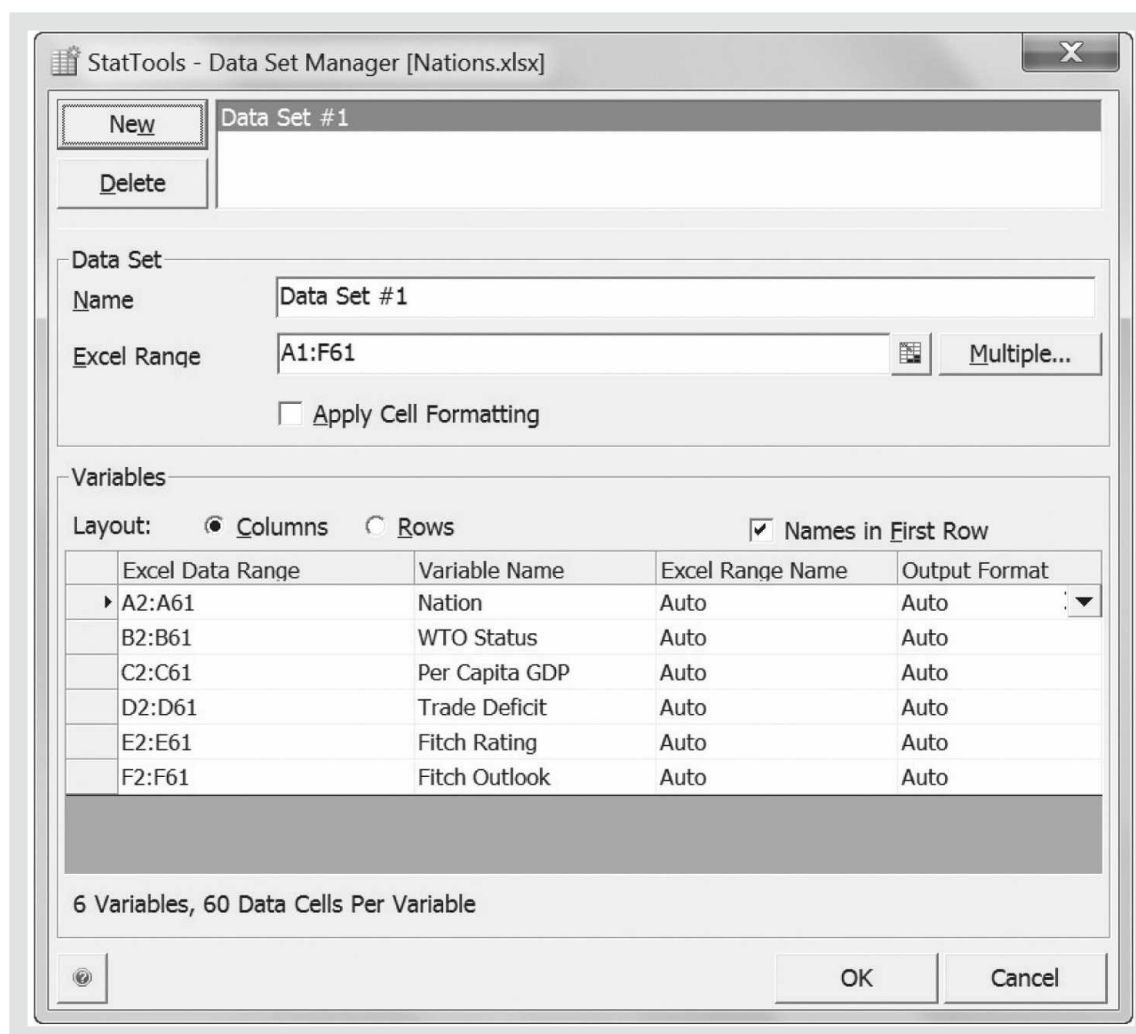 StatTools - Data Set Manager [Nations.xlsx]
New
Data Set #1
Delete
Data Set
Name
Data Set #1
Excel Range
A1:F61
Multiple...
Apply Cell Formatting
Variables
Layout: Columns Rows Names in First Row
Excel Data Range Variable Name Excel Range Name Output Format
A2:A61 Nation Auto Auto
B2:B61 WTO Status Auto Auto
C2:C61 Per Capita GDP Auto Auto
D2:D61 Trade Deficit Auto Auto
E2:E61 Fitch Rating Auto Auto
F2:F61 Fitch Outlook Auto Auto
6 Variables, 60 Data Cells Per Variable
OK Cancel